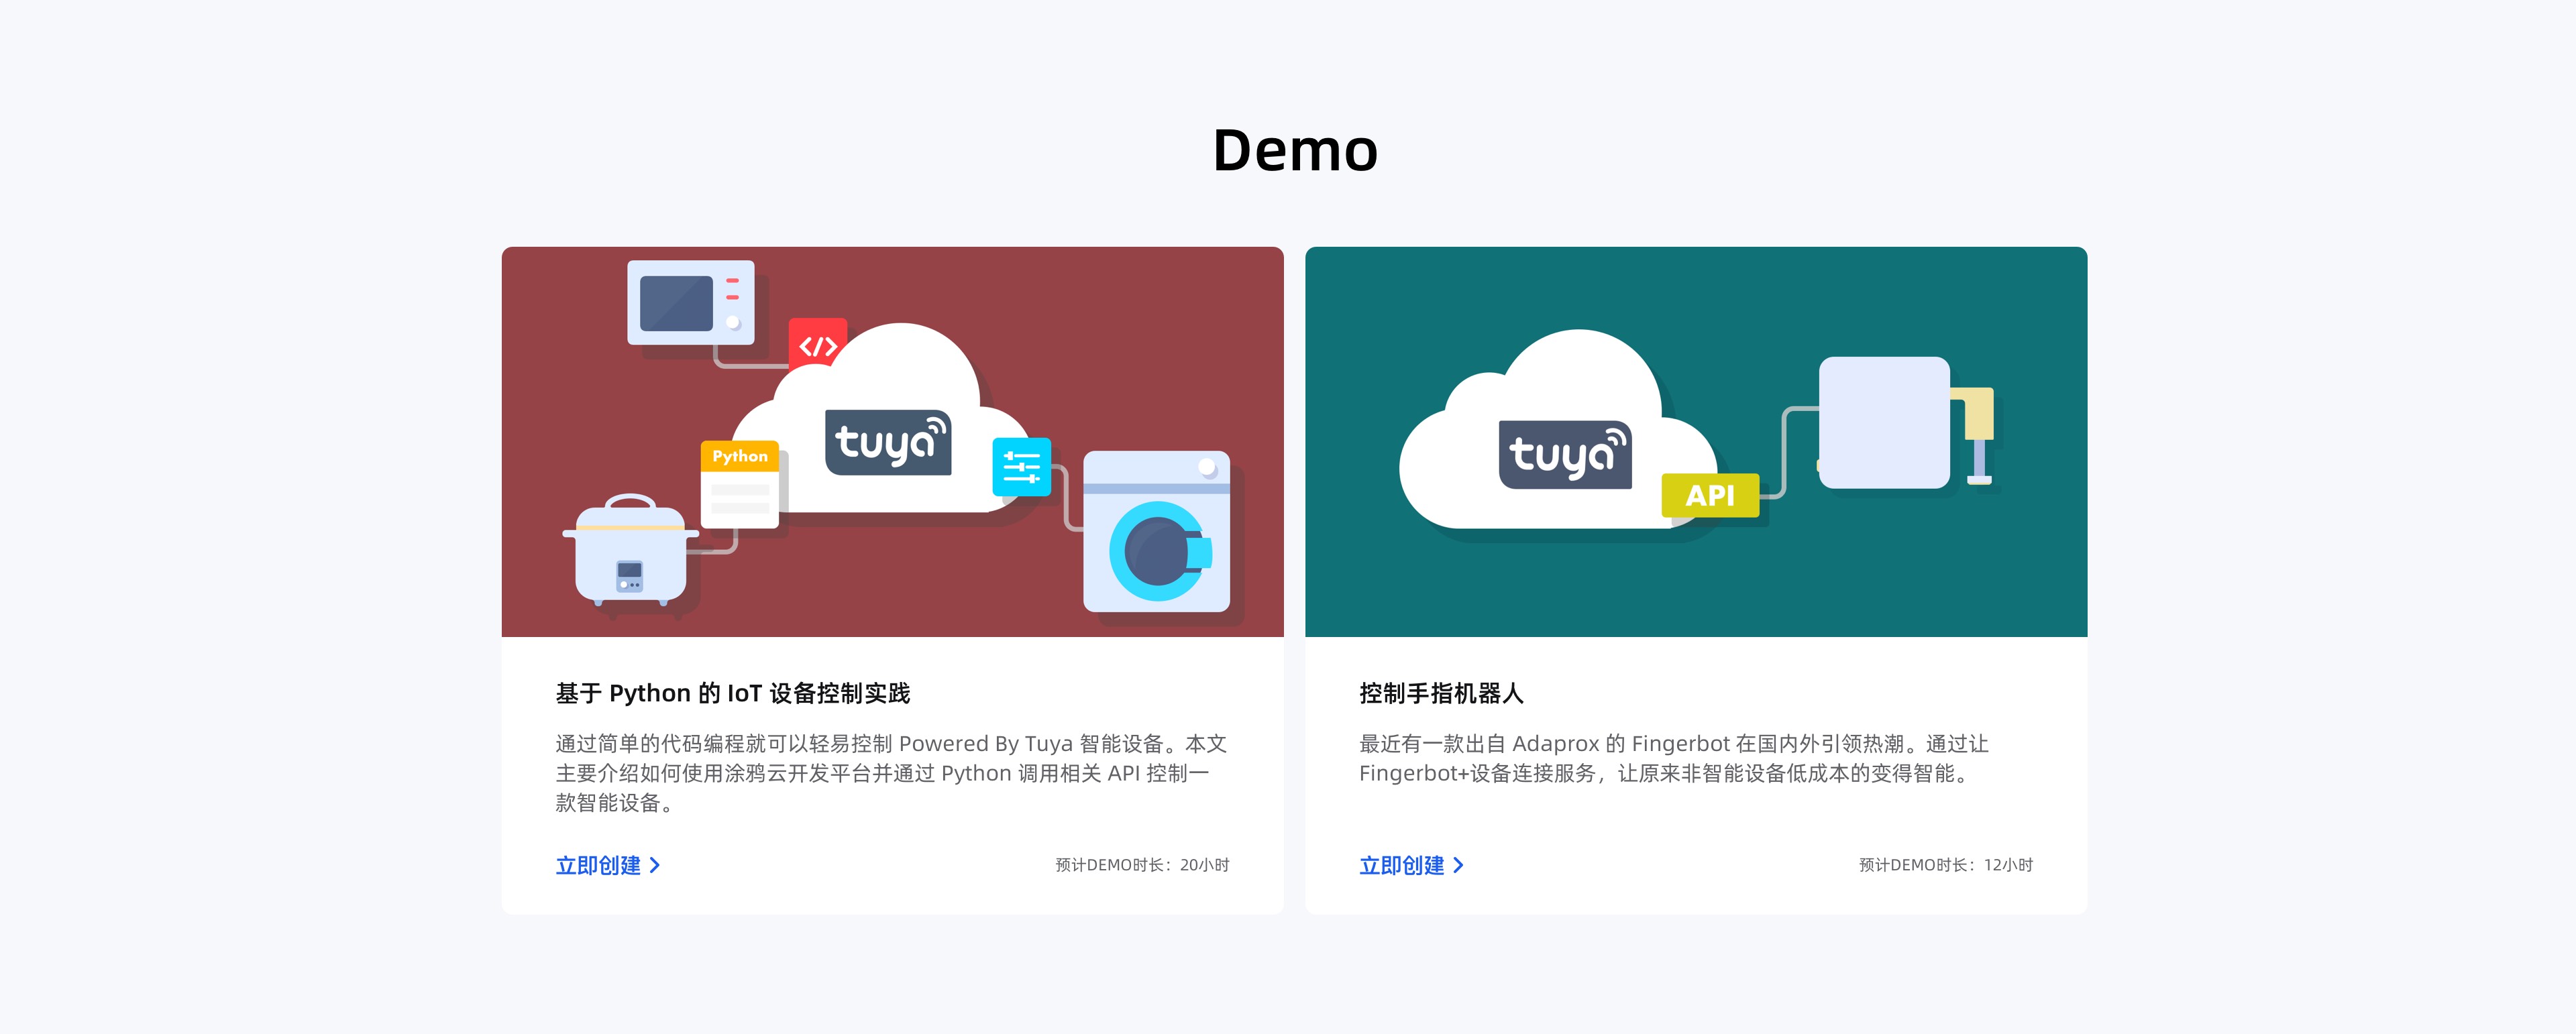 Demo
</>
tuya
Python
基于 Python 的 IoT 设备控制实践
通过简单的代码编程就可以轻易控制 Powered By Tuya 智能设备。本文
主要介绍如何使用涂鸦云开发平台并通过 Python 调用相关 API 控制一
款智能设备。
立即创建
预计DEMO时长：20小时
tuya
API
控制手指机器人
最近有一款出自 Adaprox 的 Fingerbot 在国内外引领热潮。通过让
Fingerbot+设备连接服务，让原来非智能设备低成本的变得智能。
立即创建
预计DEMO时长：12小时